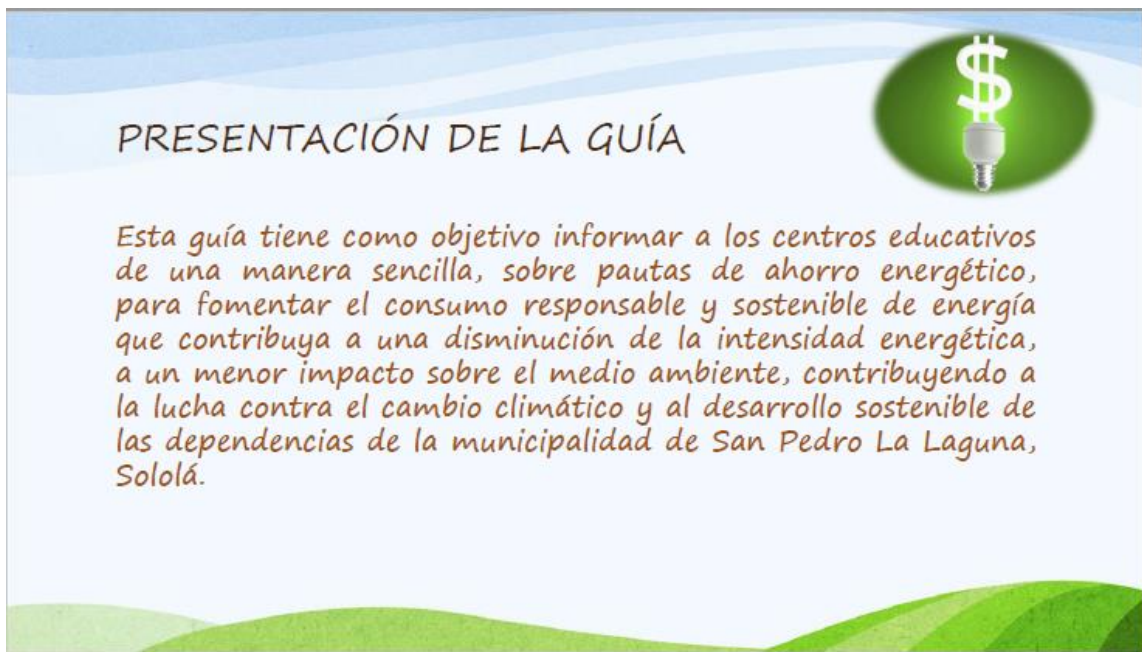 PRESENTACIÓN DE LA GUÍA
Esta guía tiene como objetivo informar a los centros educativos
de una manera sencilla, sobre pautas de ahorro energético,
para fomentar el consumo responsable y sostenible de energía
que contribuya a una disminución de la intensidad energética,
a un menor impacto sobre el medio ambiente, contribuyendo a
la lucha contra el cambio climático y al desarrollo sostenible de
las dependencias de la municipalidad de San Pedro La Laguna,
Sololá.